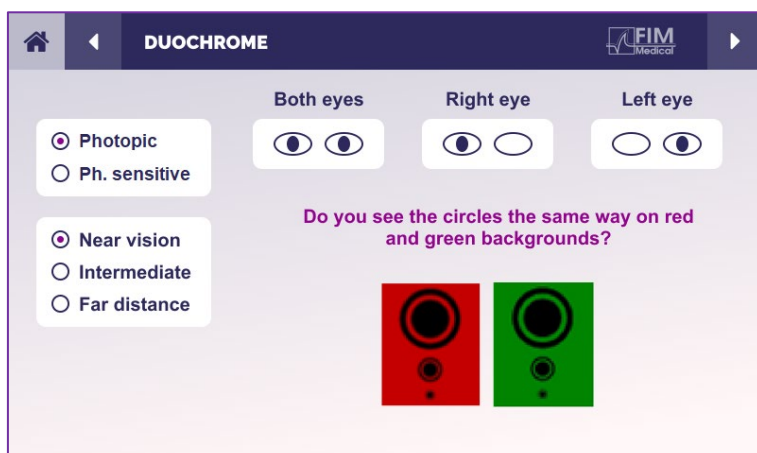 DUOCHROME
FIM
Medical
Both eyes
Right eye
Left eye
Photopic
Ph. sensitive
Near vision
Intermediate
Far distance
Do you see the circles the same way on red
and green backgrounds?